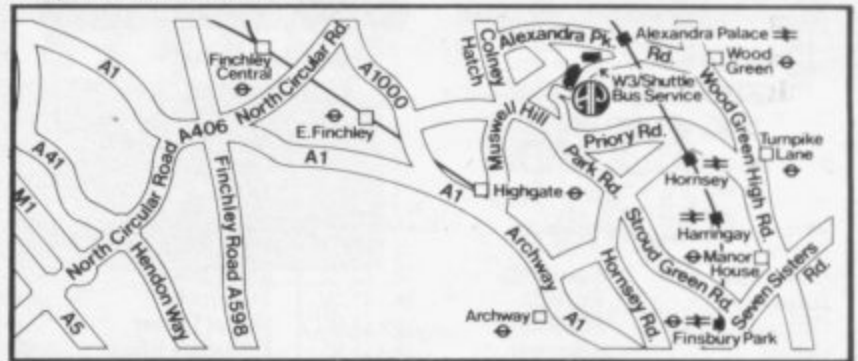 A1
Finchley
Central
North Circular Rd.
A1000
Colney
Hatch
Alexandra Pk.
Rd.
Alexandra Palace
Wood
Green
W3/Shuttle
Bus Service
Wood Green High Rd.
A41
M1
A406
E.Finchley
A1
Muswell Hill
Priory Rd.
Turnpike
Lane
North Circular Road
Finchley Road A598
A1
Highgate
Park Rd.
Hornsey
Harringay
Hendon Way
Archway
Hornsey Rd.
Stroud Green Rd.
Manor
House
Seven Sisters
Rd.
A5
Archway
A1
Finsbury Park